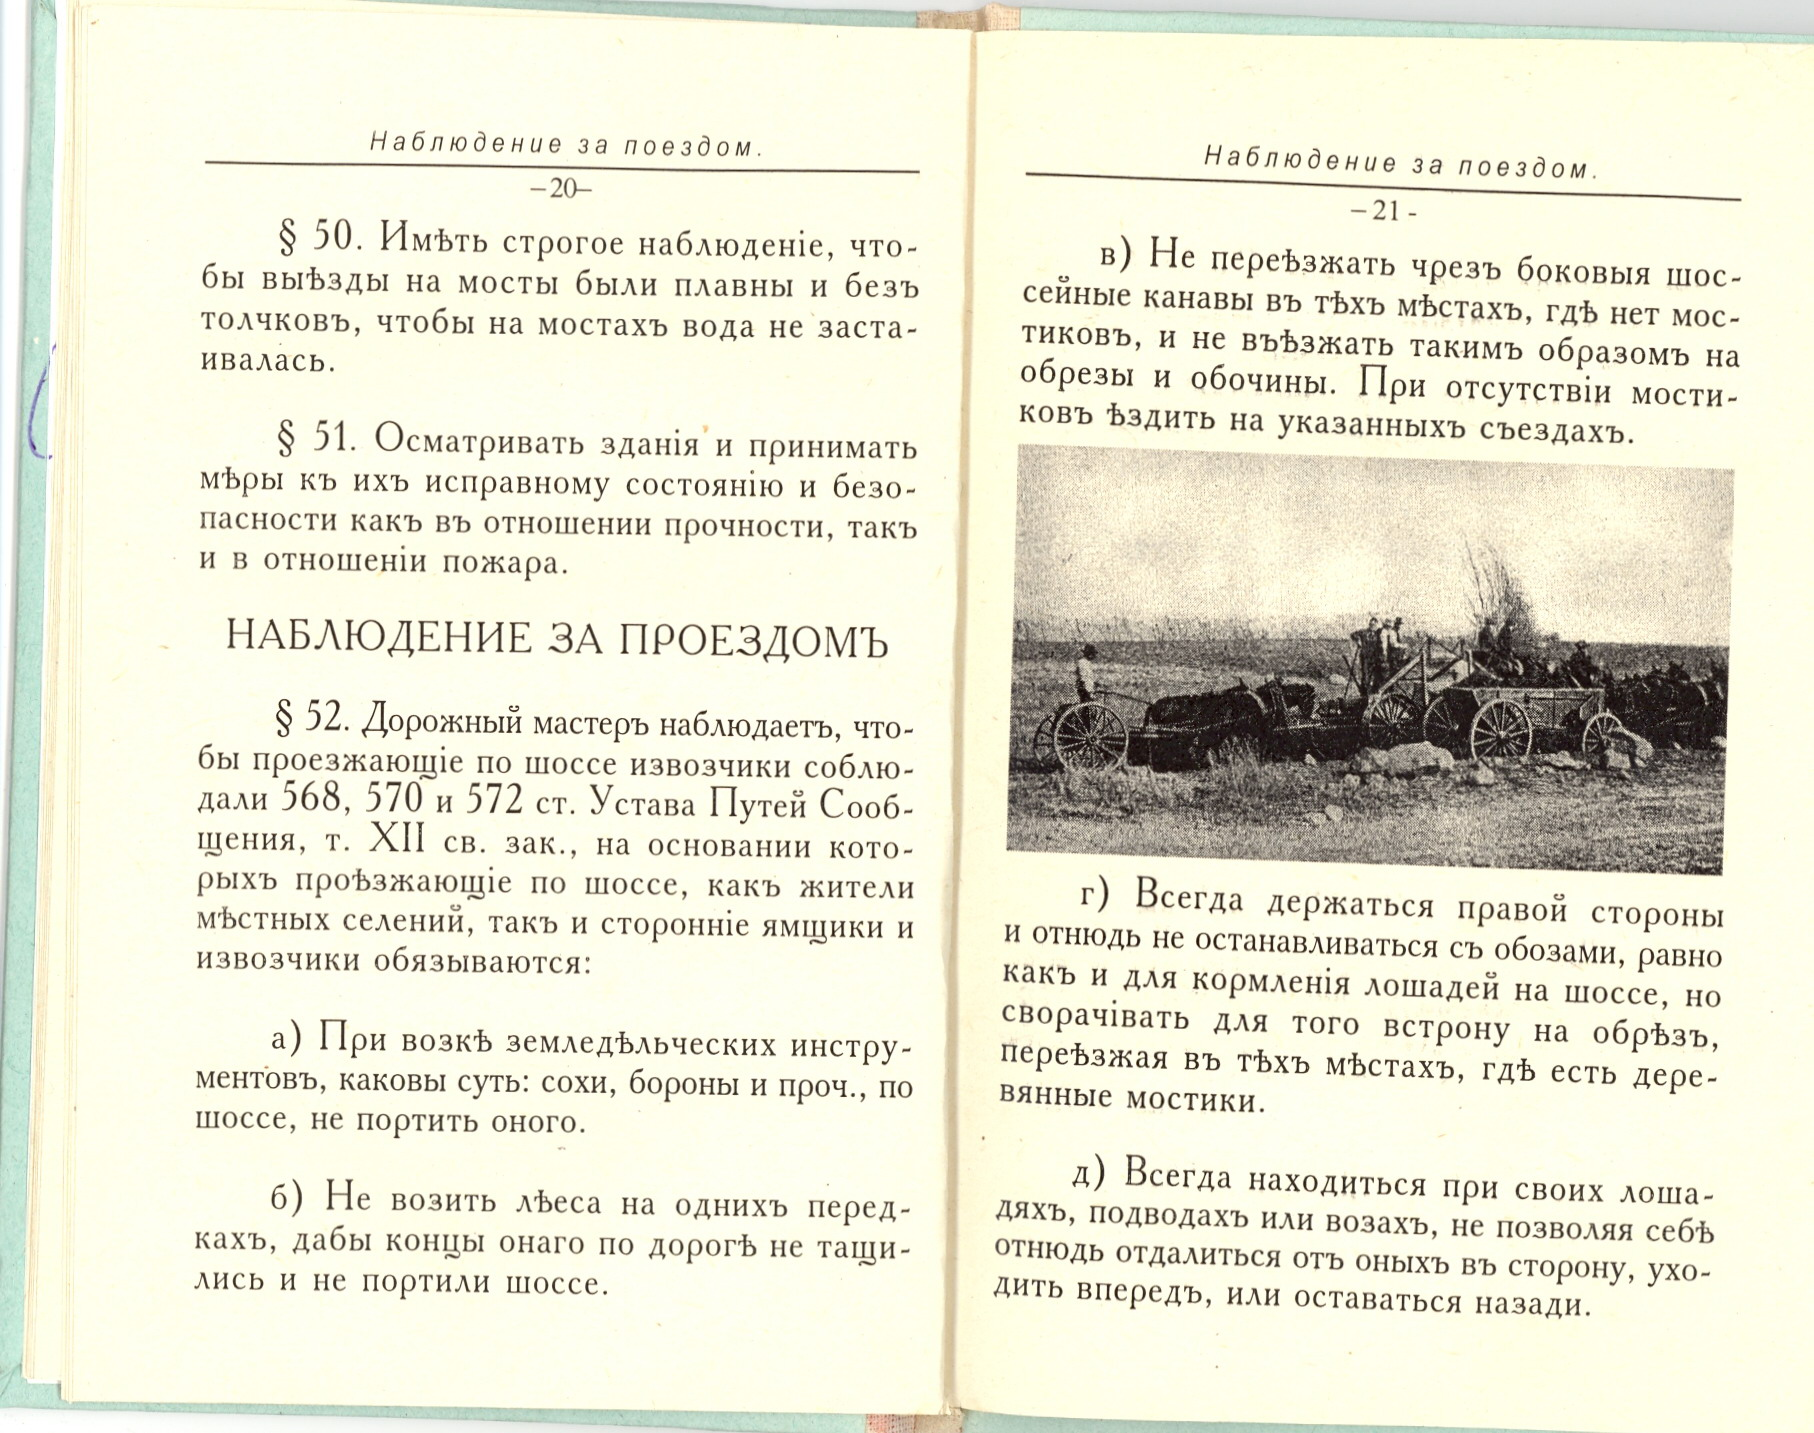 Наблюдение за поездом.
–20–
§ 50. Имѣть строгое наблюденіе, что-
бы выѣзды на мосты были плавны и безъ
толчковъ, чтобы на мостахъ вода не заста-
ивалась.
§ 51. Осматривать зданія и принимать
мѣры къ ихъ исправному состоянію и безо-
пасности какъ въ отношении прочности, такъ
и в отношеніи пожара.
НАБЛЮДЕНИЕ ЗА ПРОЕЗДОМЪ
§ 52. Дорожный мастеръ наблюдаетъ, что-
бы проезжающіе по шоссе извозчики соблю-
дали 568, 570 и 572 ст. Устава Путей Сооб-
щения, т. XII св. зак., на основании кото-
рыхъ проѣзжающіе по шоссе, какъ жители
мѣстных селений, такъ и сторонніе ямщики и
извозчики обязываются:
а) При возкѣ земледѣльческих инстру-
ментовъ, каковы суть: сохи, бороны и проч., по
шоссе, не портить оного.
б) Не возить лѣеса на однихъ перед-
кахъ, дабы концы онаго по дорогѣ не тащи-
лись и не портили шоссе.
Наблюдение за поездом.
–21-
в) Не переѣзжать чрезъ боковыя шос-
сейные канавы въ тѣхъ мѣстахъ, гдѣ нет мос-
тиковъ, и не въѣзжать такимъ образомъ на
обрезы и обочины. При отсутствіи мости-
ковъ ѣздить на указанныхъ съездахъ.
г) Всегда держаться правой стороны
и отнюдь не останавливаться съ обозами, равно
какъ и для кормленія лошадей на шоссе, но
сворачівать для того встрону на обрѣзъ,
переѣзжая въ тѣхъ мѣстахъ, гдѣ есть дере-
вянные мостики.
д) Всегда находиться при своих лоша-
дяхъ, подводахъ или возахъ, не позволяя себѣ
отнюдь отдалиться отъ оныхъ въ сторону, ухо-
дить впередъ, или оставаться назади.